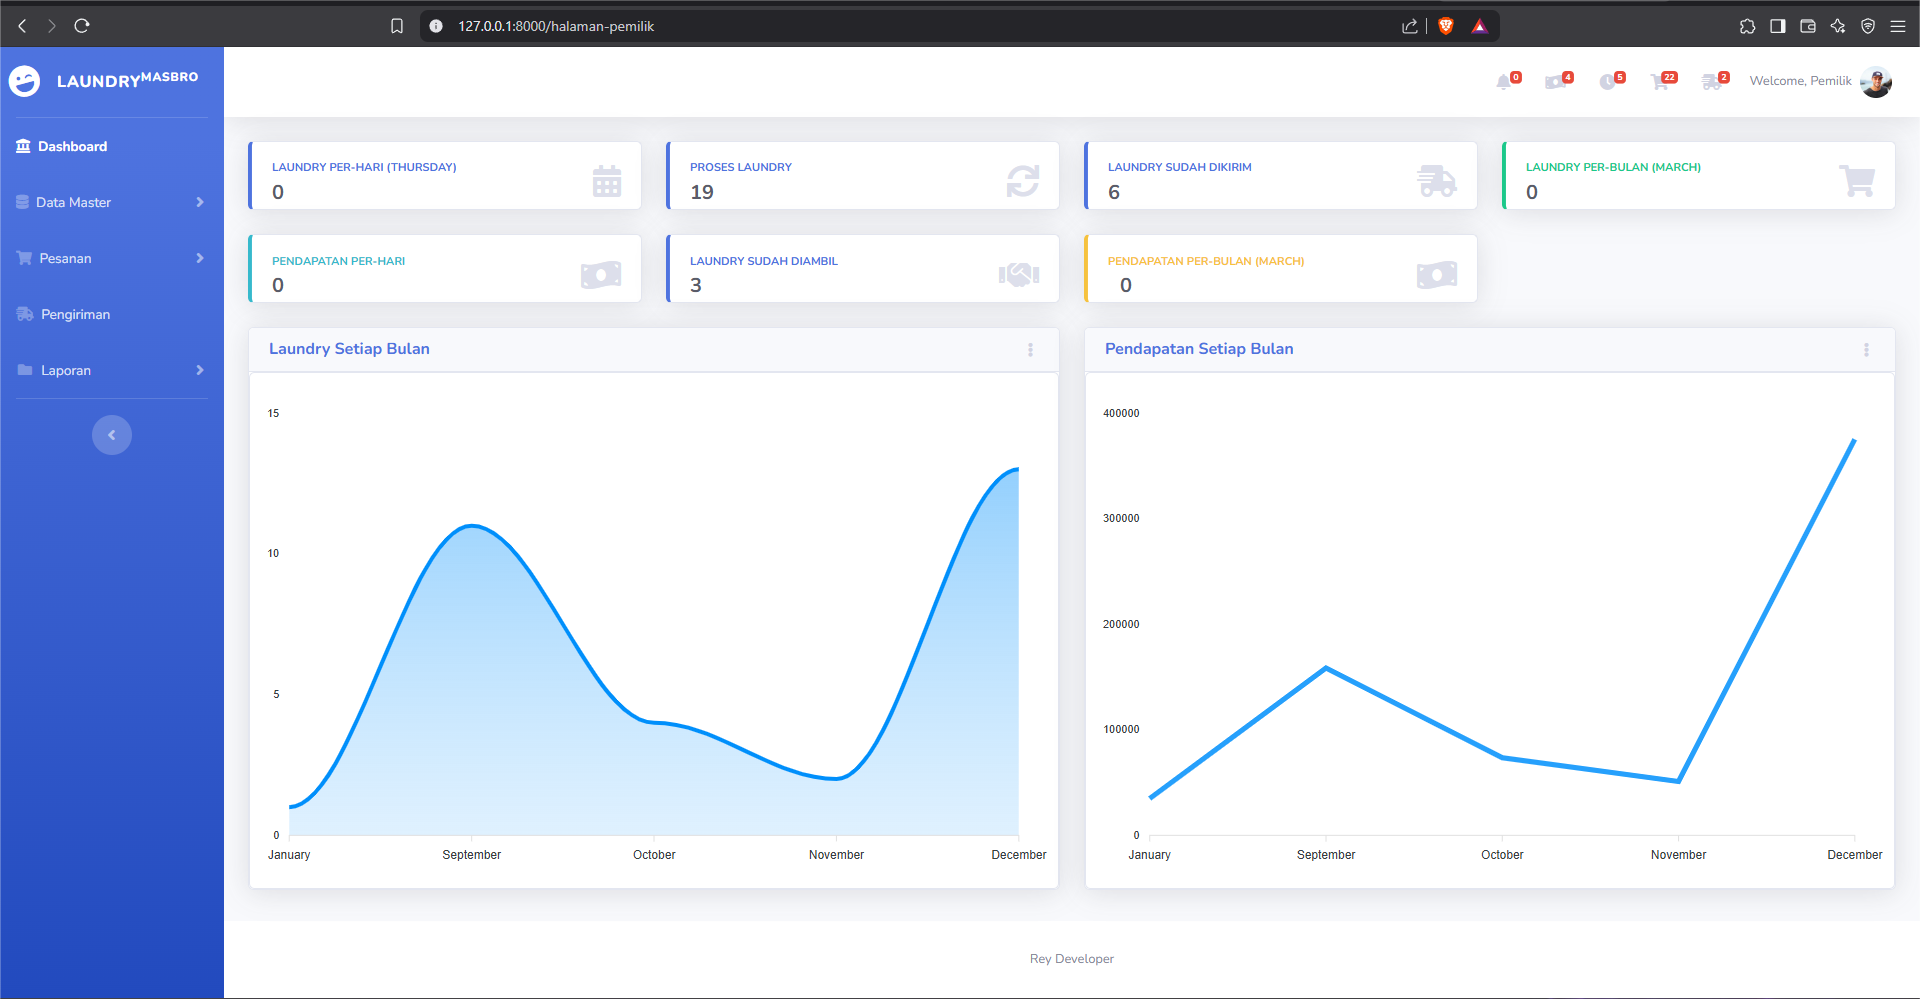 127.0.0.1:8000/halaman-pemilik
LAUNDRYMASBRO
0 4 5 22 2 Welcome, Pemilik
Dashboard
Data Master
Pesanan
Pengiriman
Laporan
LAUNDRY PER-HARI (THURSDAY)
0
PROSES LAUNDRY
19
LAUNDRY SUDAH DIKIRIM
6
LAUNDRY PER-BULAN (MARCH)
0
PENDAPATAN PER-HARI
0
LAUNDRY SUDAH DIAMBIL
3
PENDAPATAN PER-BULAN (MARCH)
0
Laundry Setiap Bulan
15
10
5
0
January September October November December
Pendapatan Setiap Bulan
400000
300000
200000
100000
0
January September October November December
Rey Developer